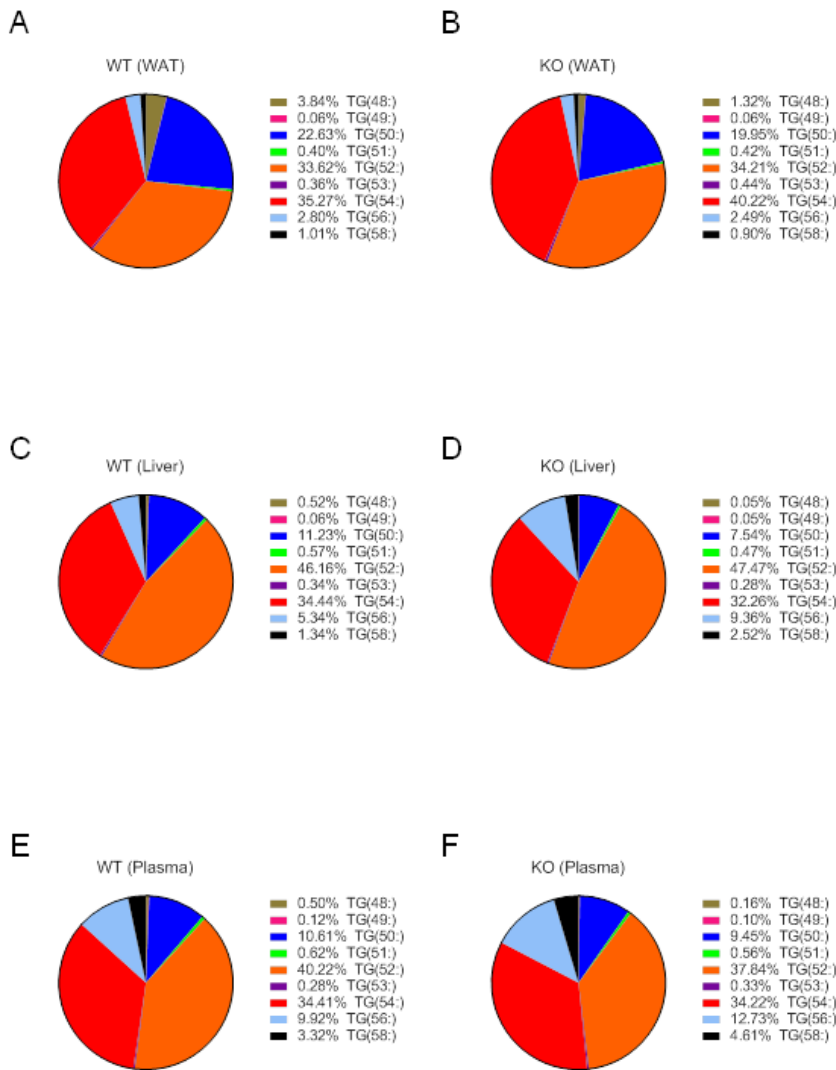 A
WT (WAT)
3.84% TG(48:)
0.06% TG(49:)
22.63% TG(50:)
0.40% TG(51:)
33.62% TG(52:)
0.36% TG(53:)
35.27% TG(54:)
2.80% TG(56:)
1.01% TG(58:)
B
KO (WAT)
1.32% TG(48:)
0.06% TG(49:)
19.95% TG(50:)
0.42% TG(51:)
34.21% TG(52:)
0.44% TG(53:)
40.22% TG(54:)
2.49% TG(56:)
0.90% TG(58:)
C
WT (Liver)
0.52% TG(48:)
0.06% TG(49:)
11.23% TG(50:)
0.57% TG(51:)
46.16% TG(52:)
0.34% TG(53:)
34.44% TG(54:)
5.34% TG(56:)
1.34% TG(58:)
D
KO (Liver)
0.05% TG(48:)
0.05% TG(49:)
7.54% TG(50:)
0.47% TG(51:)
47.47% TG(52:)
0.28% TG(53:)
32.26% TG(54:)
9.36% TG(56:)
2.52% TG(58:)
E
WT (Plasma)
0.50% TG(48:)
0.12% TG(49:)
10.61% TG(50:)
0.62% TG(51:)
40.22% TG(52:)
0.28% TG(53:)
34.41% TG(54:)
9.92% TG(56:)
3.32% TG(58:)
F
KO (Plasma)
0.16% TG(48:)
0.10% TG(49:)
9.45% TG(50:)
0.56% TG(51:)
37.84% TG(52:)
0.33% TG(53:)
34.22% TG(54:)
12.73% TG(56:)
4.61% TG(58:)